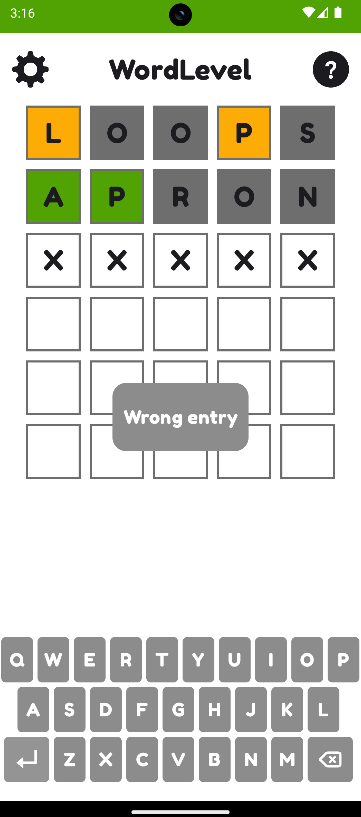 3:16
WordLevel
?
L O O P S
A P R O N
X X X X X
Wrong entry
Q W E R T Y U I O P
A S D F G H J K L
Z X C V B N M